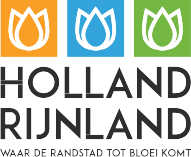 HOLLAND
RIJNLAND
WAAR DE RANDSTAD TOT BLOEI KOMT